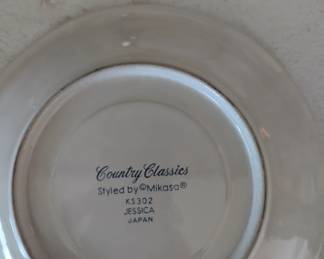 Country Classics
Styled by ©Mikasa®
KS302
JESSICA
JAPAN